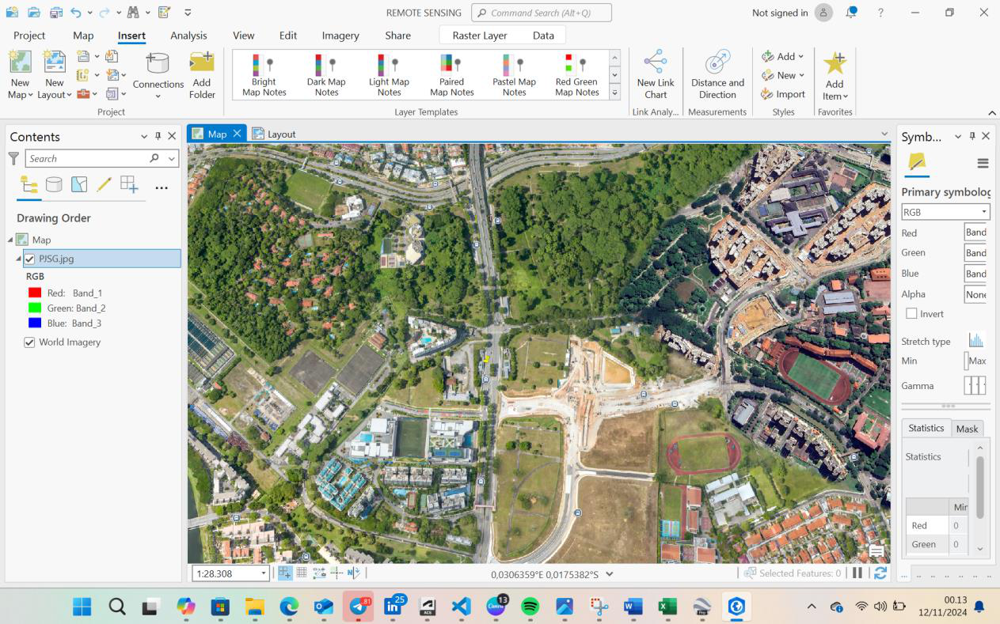 REMOTE SENSING
Command Search (Alt+Q)
Not signed in
?
Project Map Insert Analysis View Edit Imagery Share Raster Layer Data
New Map
New Layout
Connections
Add Folder
Project
Bright Map Notes
Dark Map Notes
Light Map Notes
Paired Map Notes
Pastel Map Notes
Red Green Map Notes
Layer Templates
New Link Chart
Link Analy...
Distance and Direction
Measurements
Add
New
Import
Styles
Add Item
Favorites
Contents
Search
...
Drawing Order
Map
PJSG.jpg
RGB
Red: Band_1
Green: Band_2
Blue: Band_3
World Imagery
Map
Layout
1:28.308
0,0306359°E 0,0175382°S
Selected Features: 0
Symb...
Primary symbolog
RGB
Red Band
Green Band
Blue Band
Alpha None
Invert
Stretch type
Min Max
Gamma
Statistics Mask
Statistics
Min
Red 0
Green 0
81
25
ACS
Canva
13
Pro
00.13
12/11/2024